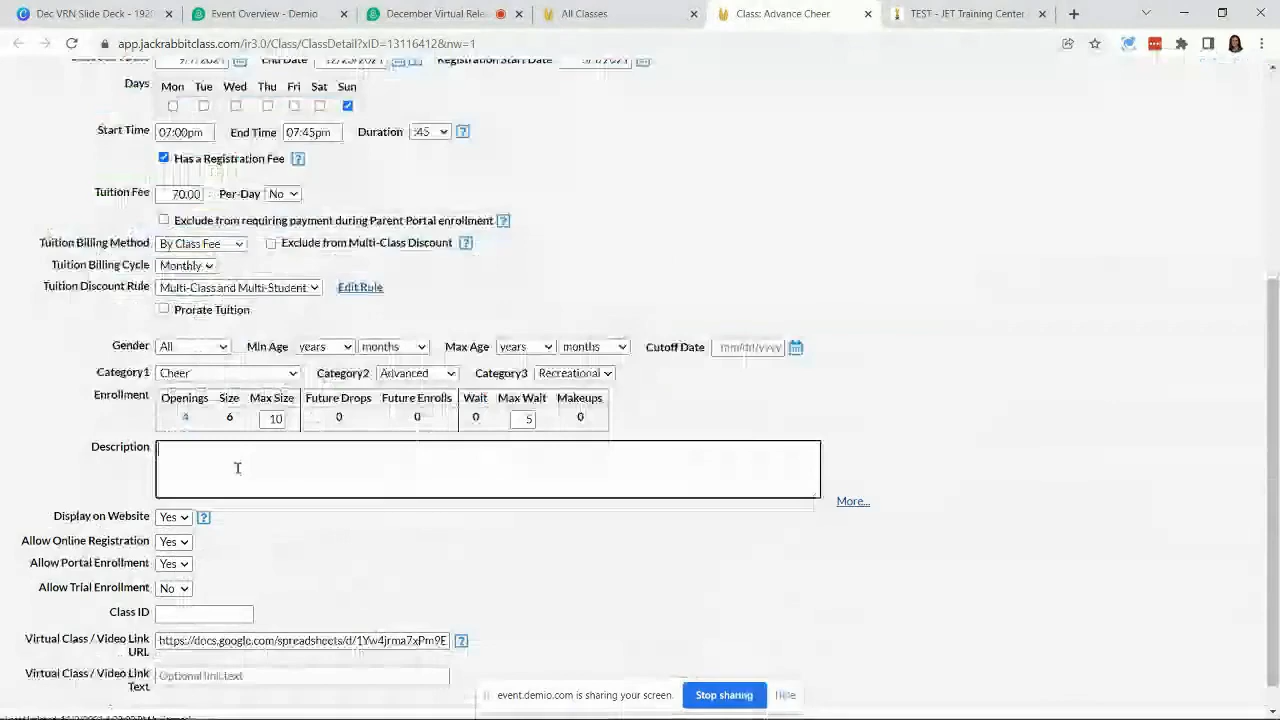 Dec VRN Slide Deck - 192
Event Overview - Demio
December Virtual Rele
All Classes
Class: Advance Cheer
TEST - JET Training Center
app.jackrabbitclass.com/ir3.0/Class/ClassDetail?xID=13116412&nw=1
End Date Registration Start Date
Days Mon Tue Wed Thu Fri Sat Sun
Start Time 07:00pm End Time 07:45pm Duration :45
Has a Registration Fee
Tuition Fee 70.00 Per-Day No
Exclude from requiring payment during Parent Portal enrollment
Tuition Billing Method By Class Fee Exclude from Multi-Class Discount
Tuition Billing Cycle Monthly
Tuition Discount Rule Multi-Class and Multi-Student Edit Rule
Prorate Tuition
Gender All Min Age years months Max Age years months Cutoff Date mm/dd/yyyy
Category1 Cheer Category2 Advanced Category3 Recreational
Enrollment Openings Size Max Size Future Drops Future Enrolls Wait Max Wait Makeups
4 6 10 0 0 0 5 0
Description
More...
Display on Website Yes
Allow Online Registration Yes
Allow Portal Enrollment Yes
Allow Trial Enrollment No
Class ID
Virtual Class / Video Link URL https://docs.google.com/spreadsheets/d/1Yw4jrma7xPm9E
Virtual Class / Video Link Text Optional link text
event.demio.com is sharing your screen. Stop sharing Hide